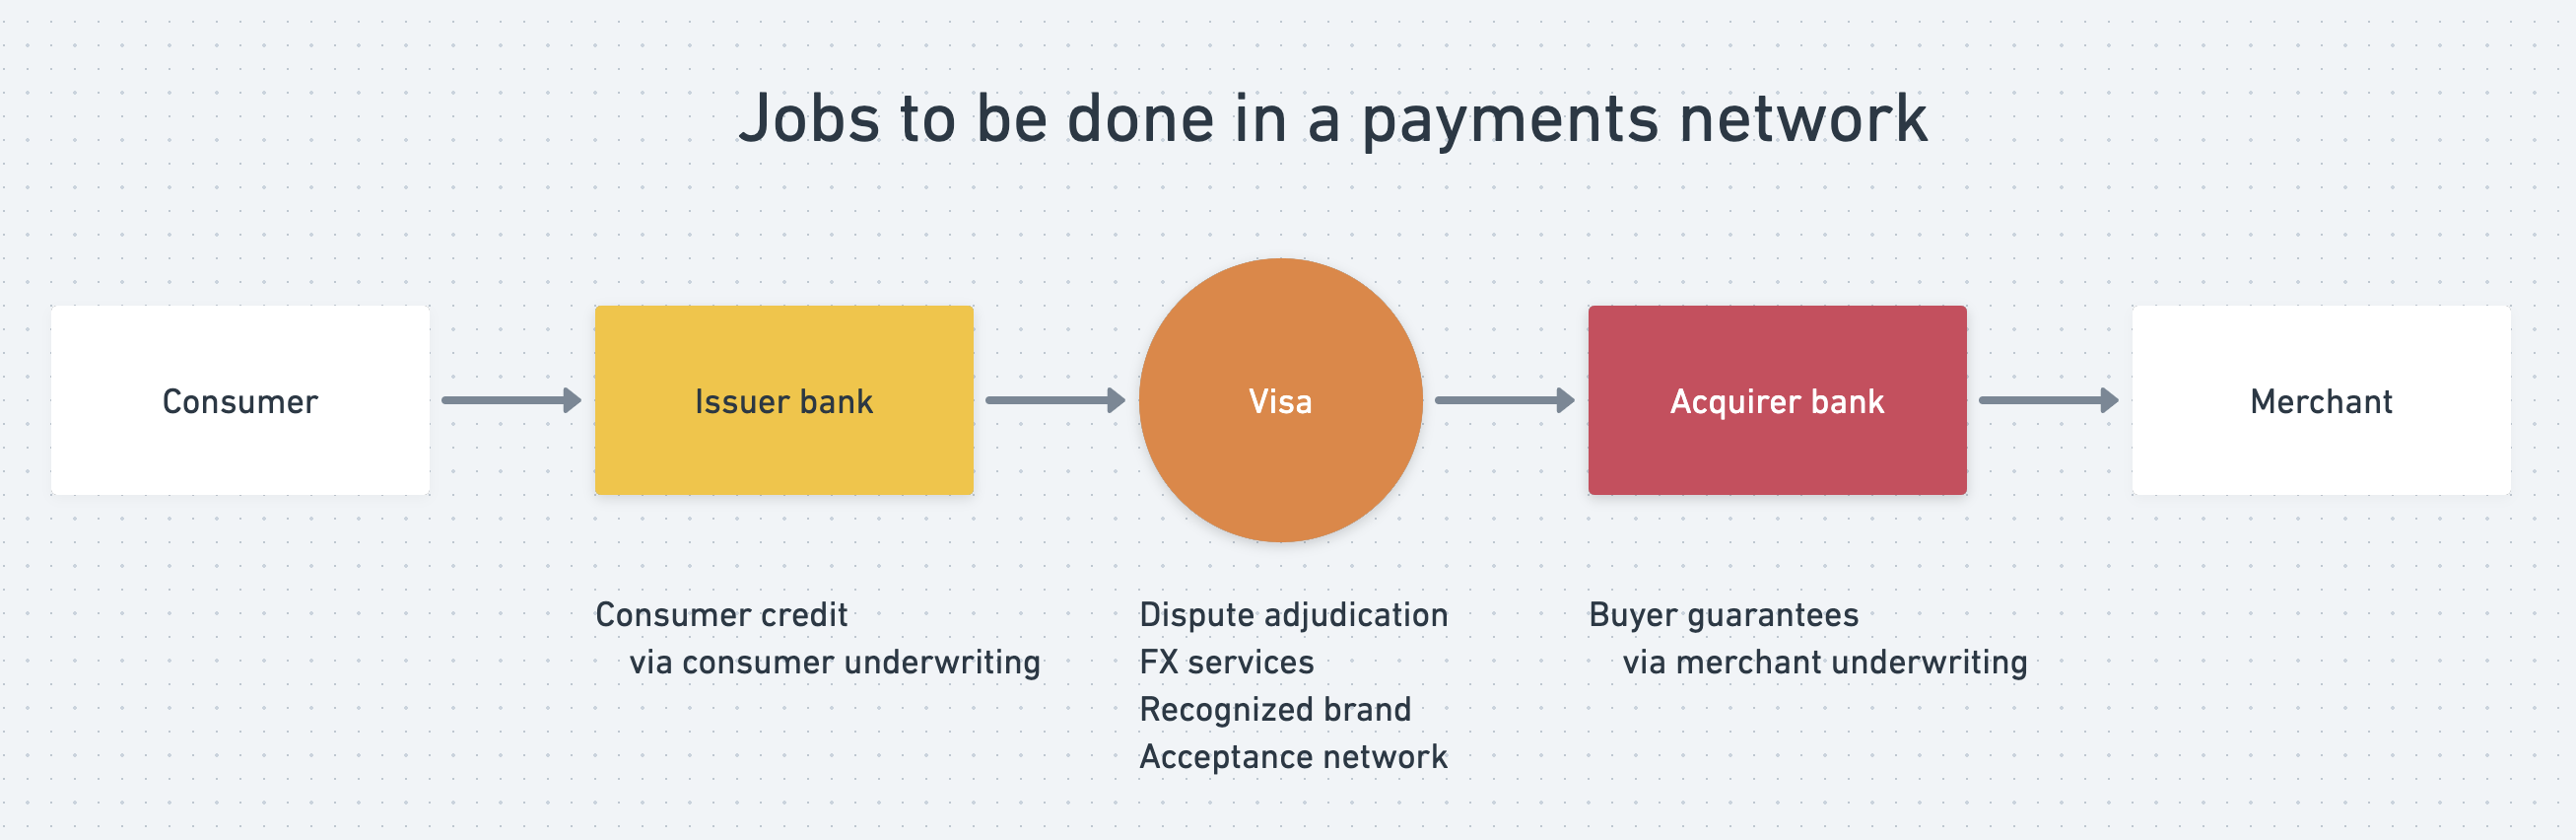 Jobs to be done in a payments network
Consumer
Issuer bank
Visa
Acquirer bank
Merchant
Consumer credit
via consumer underwriting
Dispute adjudication
FX services
Recognized brand
Acceptance network
Buyer guarantees
via merchant underwriting